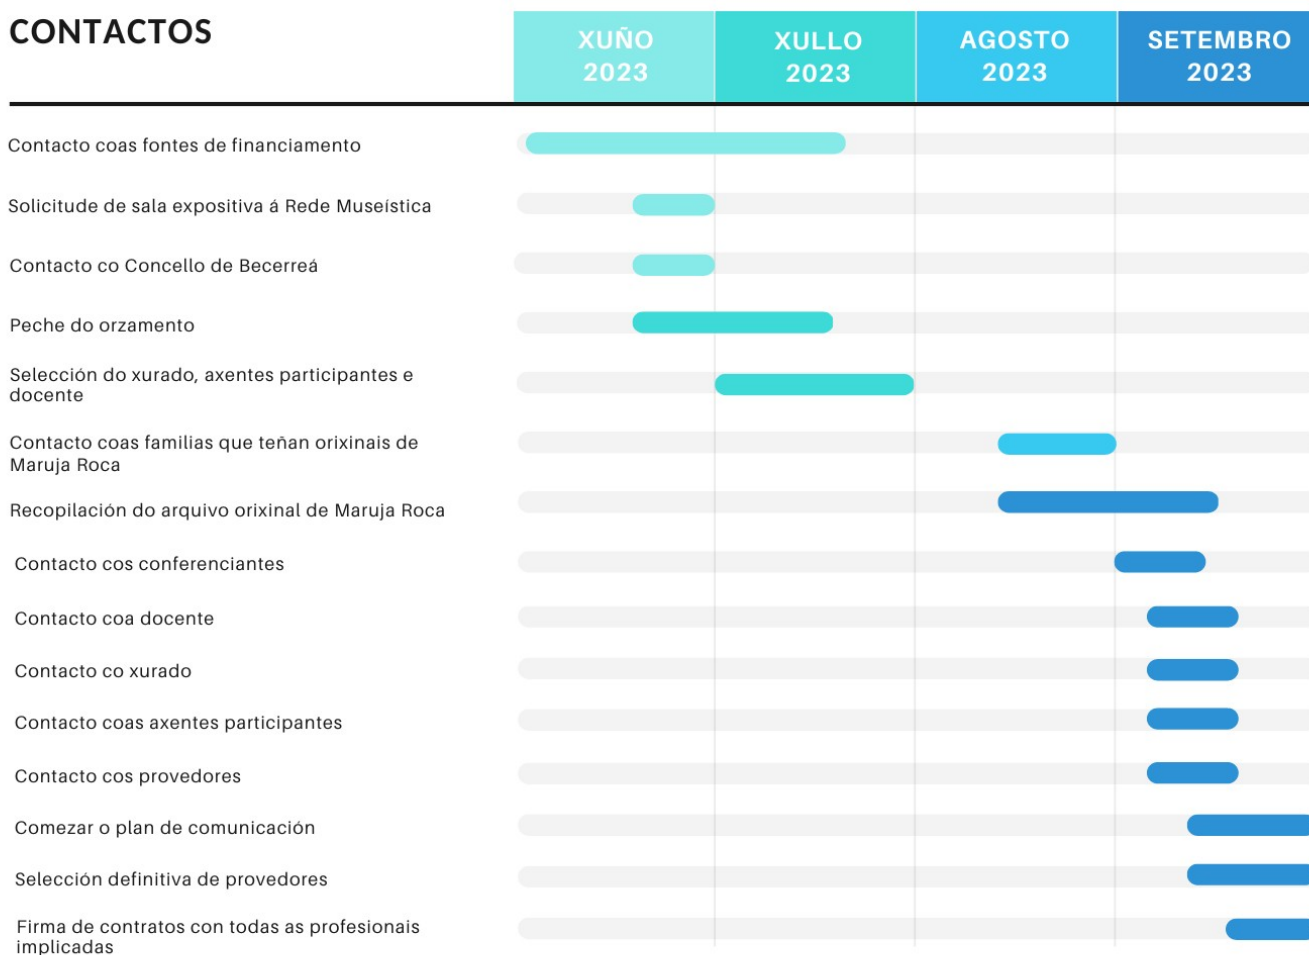 CONTACTOS
XUÑO
2023
XULLO
2023
AGOSTO
2023
SETEMBRO
2023
Contacto coas fontes de financiamento
Solicitude de sala expositiva á Rede Museística
Contacto co Concello de Becerreá
Peche do orzamento
Selección do xurado, axentes participantes e
docente
Contacto coas familias que teñan orixinais de
Maruja Roca
Recopilación do arquivo orixinal de Maruja Roca
Contacto cos conferenciantes
Contacto coa docente
Contacto co xurado
Contacto coas axentes participantes
Contacto cos provedores
Comezar o plan de comunicación
Selección definitiva de provedores
Firma de contratos con todas as profesionais
implicadas